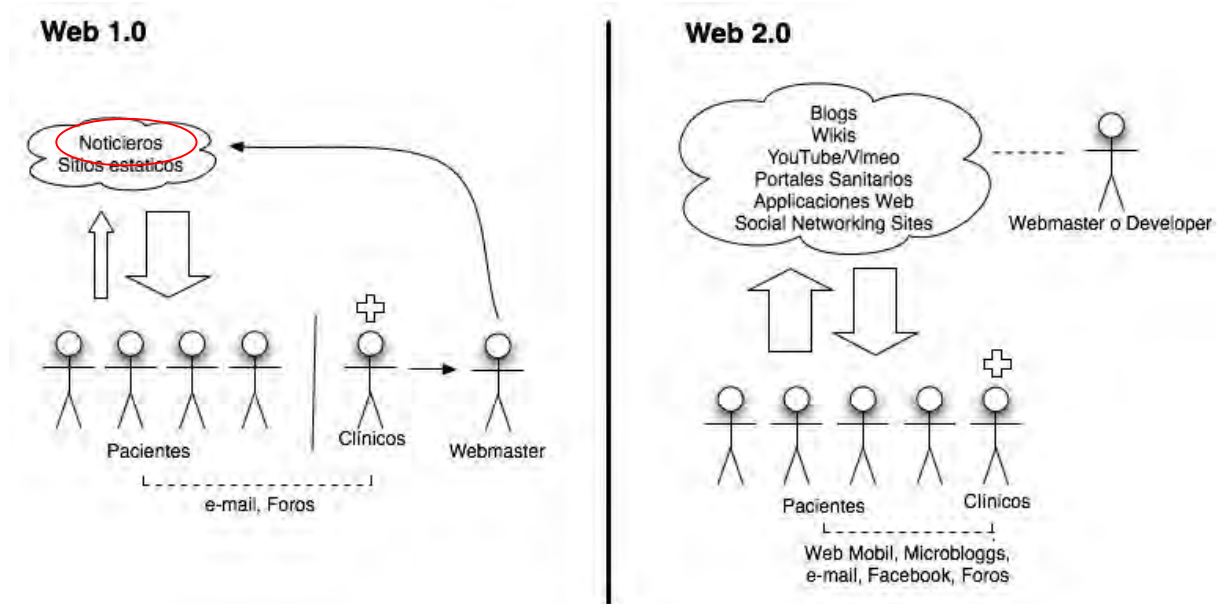 Web 1.0
Noticieros
Sitios estaticos
Pacientes
Clínicos
Webmaster
e-mail, Foros
Web 2.0
Blogs
Wikis
YouTube/Vimeo
Portales Sanitarios
Applicaciones Web
Social Networking Sites
Webmaster o Developer
Pacientes
Clínicos
Web Mobil, Microbloggs,
e-mail, Facebook, Foros